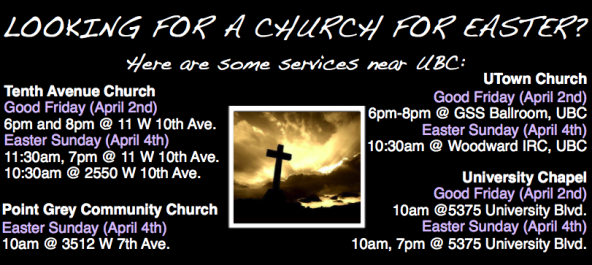 LOOKING FOR A CHURCH FOR EASTER?
Here are some services near UBC:
Tenth Avenue Church
Good Friday (April 2nd)
6pm and 8pm @ 11 W 10th Ave.
Easter Sunday (April 4th)
11:30am, 7pm @ 11 W 10th Ave.
10:30am @ 2550 W 10th Ave.
Point Grey Community Church
Easter Sunday (April 4th)
10am @ 3512 W 7th Ave.
UTown Church
Good Friday (April 2nd)
6pm-8pm @ GSS Ballroom, UBC
Easter Sunday (April 4th)
10:30am @ Woodward IRC, UBC
University Chapel
Good Friday (April 2nd)
10am @5375 University Blvd.
Easter Sunday (April 4th)
10am, 7pm @ 5375 University Blvd.